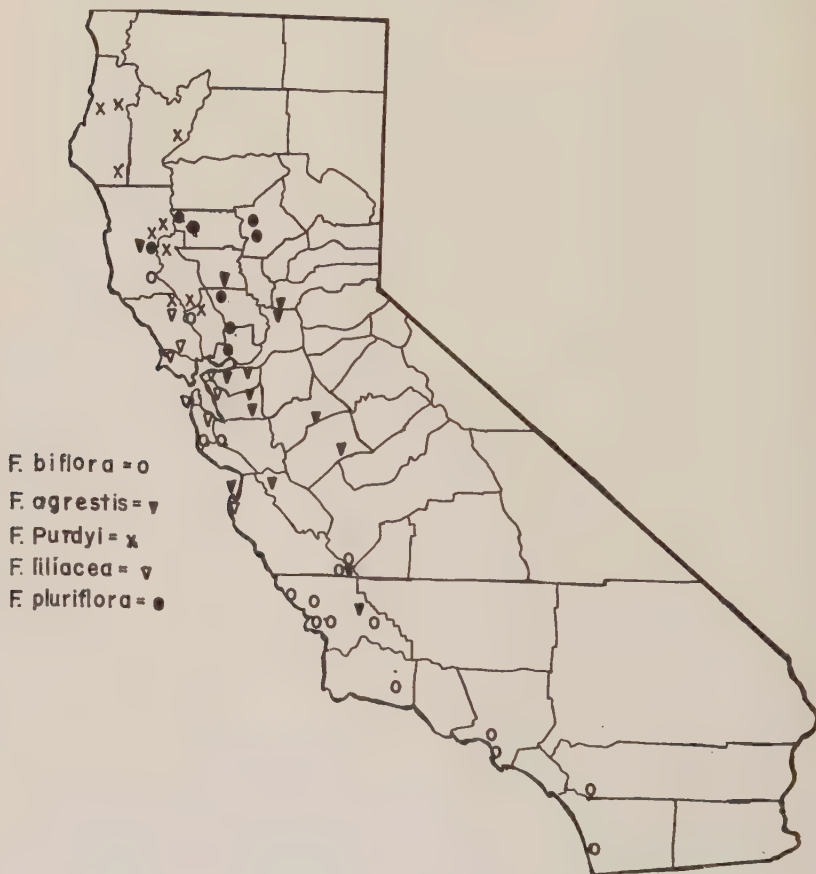 F. biflora = o
F. agrestis = ▼
F. Purdyi = x
F. liliacea = ▽
F. pluriflora = ●